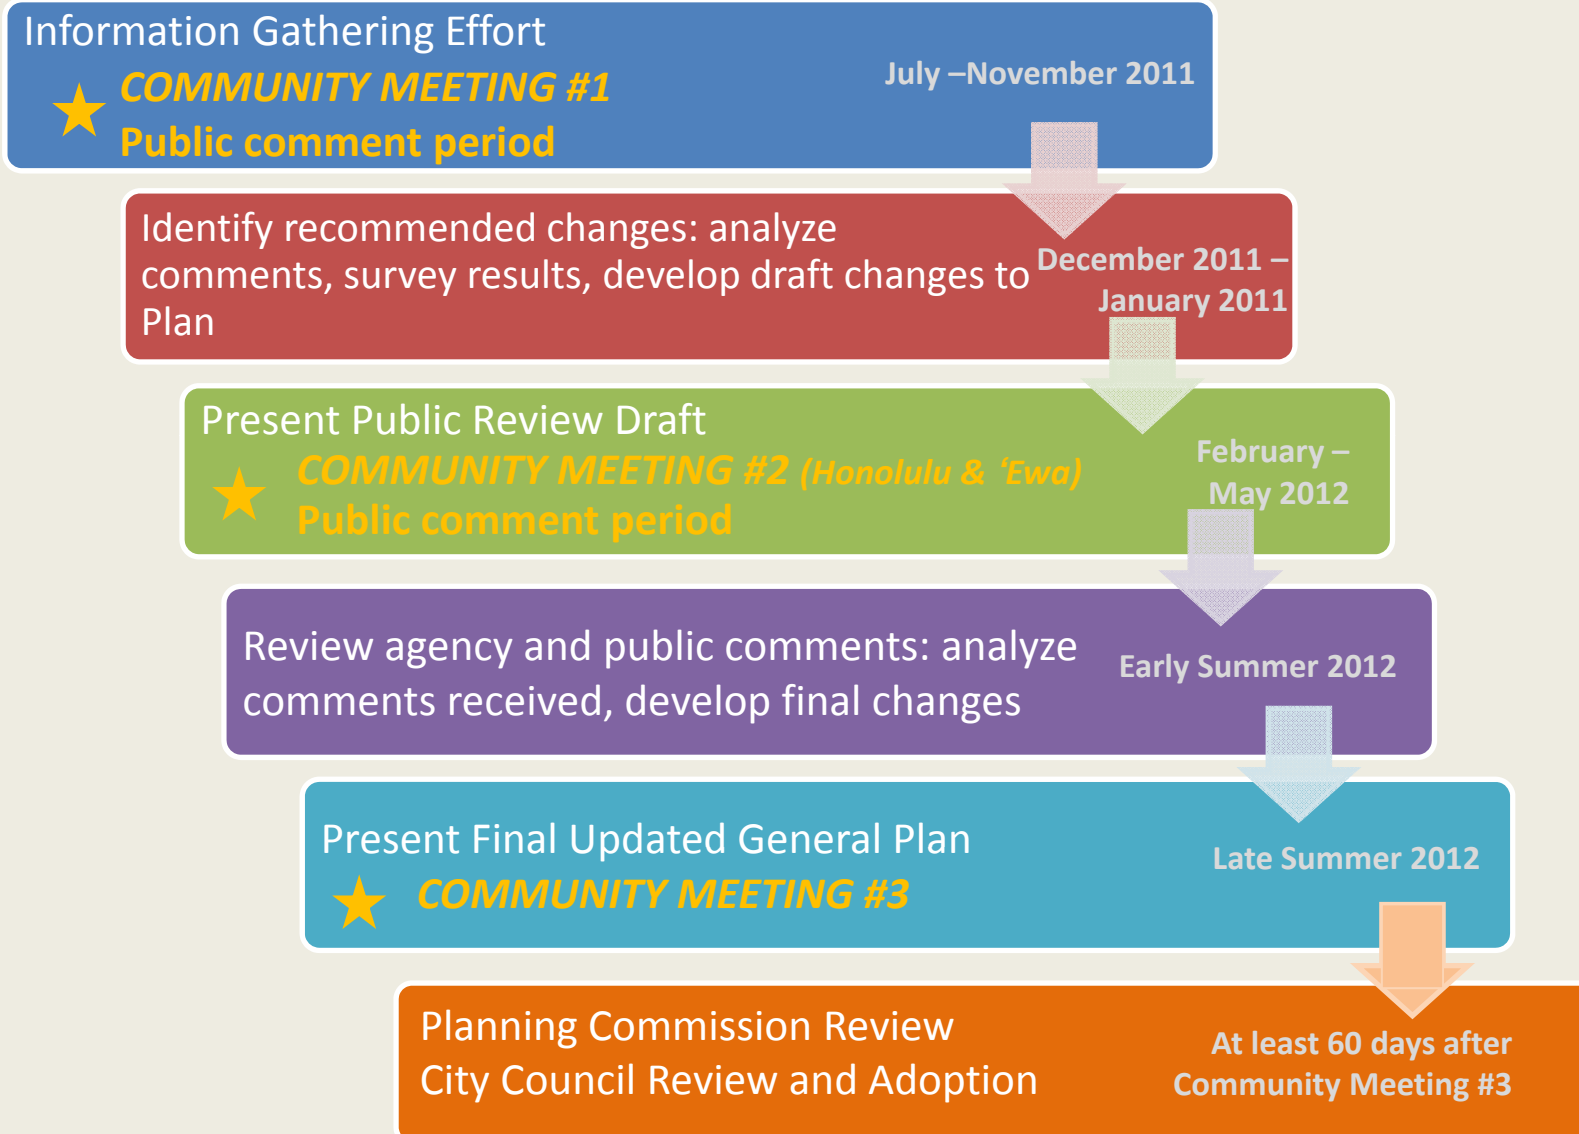 Information Gathering Effort
COMMUNITY MEETING #1
Public comment period
July –November 2011
Identify recommended changes: analyze
comments, survey results, develop draft changes to
Plan
December 2011 –
January 2011
Present Public Review Draft
COMMUNITY MEETING #2 (Honolulu & ‘Ewa)
Public comment period
February –
May 2012
Review agency and public comments: analyze
comments received, develop final changes
Early Summer 2012
Present Final Updated General Plan
COMMUNITY MEETING #3
Late Summer 2012
Planning Commission Review
City Council Review and Adoption
At least 60 days after
Community Meeting #3